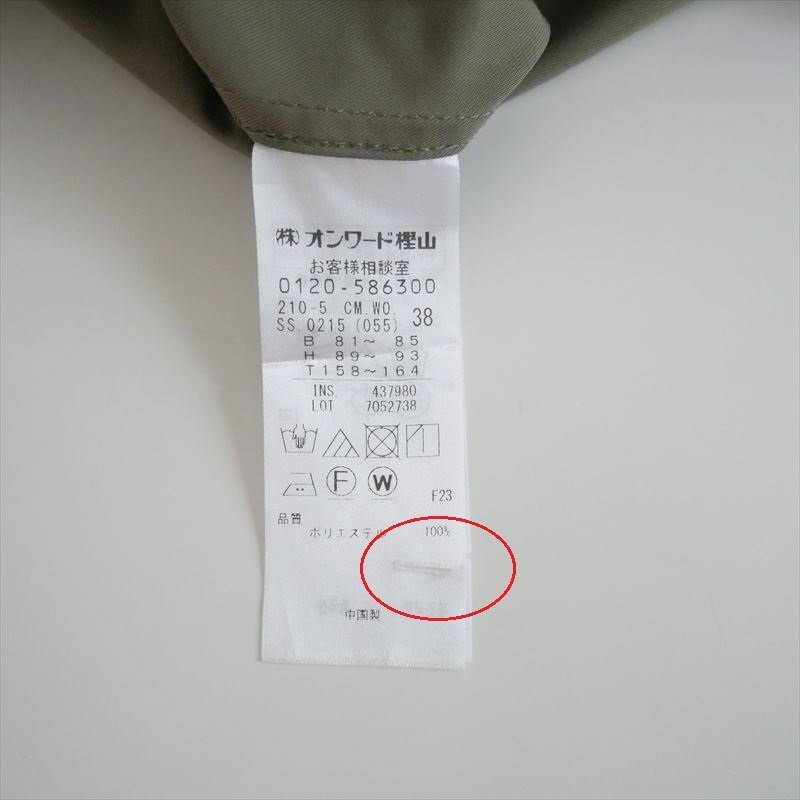 ㈱オンワード樫山
お客様相談室
0120-586300
210-5 CM.WO.
SS.0215 (055) 38
B 81～ 85
H 89～ 93
T158～164
INS. 437980
LOT 7052738
F W
F23
品質
ポリエステル 100%
中国製